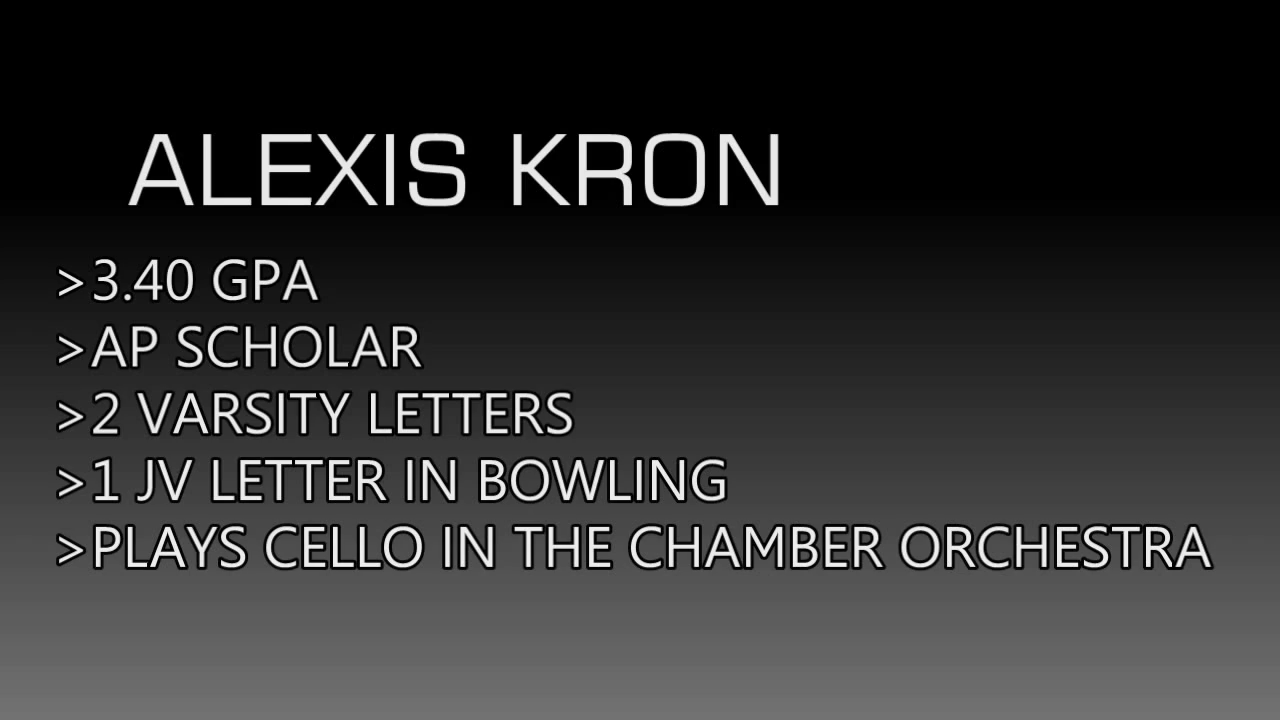 ALEXIS KRON
>3.40 GPA
>AP SCHOLAR
>2 VARSITY LETTERS
>1 JV LETTER IN BOWLING
>PLAYS CELLO IN THE CHAMBER ORCHESTRA